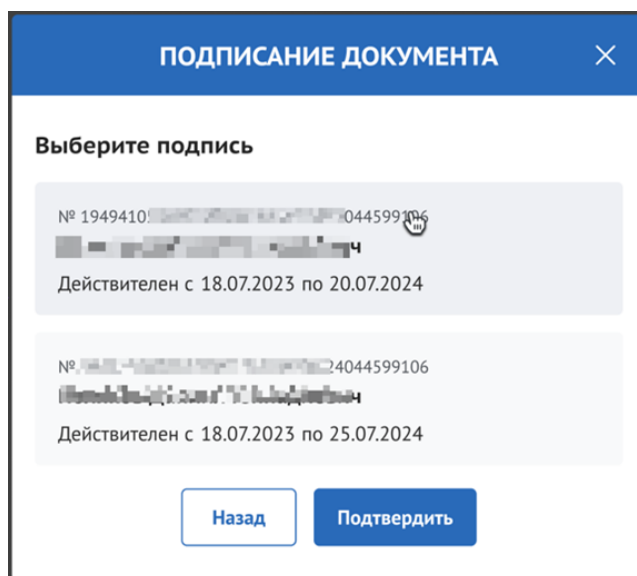 ПОДПИСАНИЕ ДОКУМЕНТА
Выберите подпись
№ 1949410 0445991
Действителен с 18.07.2023 по 20.07.2024
№ 24044599106
Действителен с 18.07.2023 по 25.07.2024
Назад
Подтвердить